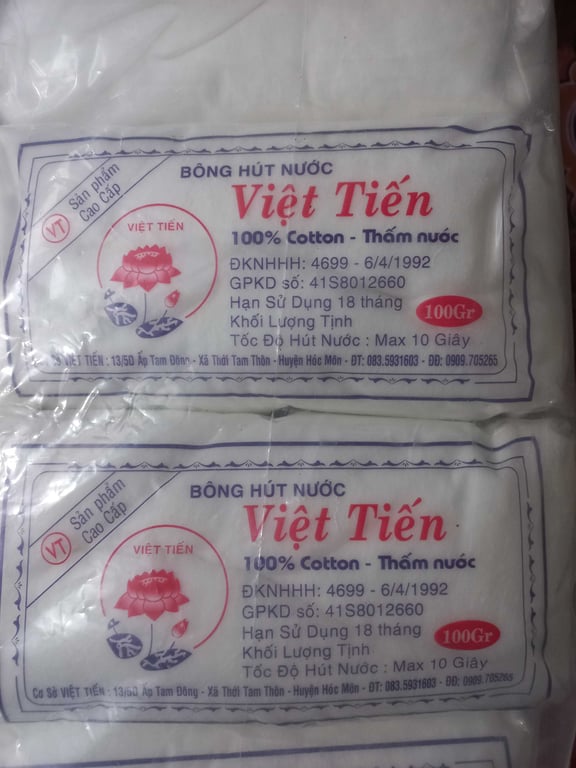 BÔNG HÚT NƯỚC
Sản phẩm
Cao Cấp
VT
Việt Tiến
VIỆT TIẾN
100% Cotton - Thấm nước
ĐKNHHH: 4699 - 6/4/1992
GPKD số: 41S8012660
Hạn Sử Dụng 18 tháng
100Gr
Khối Lượng Tịnh
Tốc Độ Hút Nước : Max 10 Giây
Sở VIỆT TIẾN : 13/5D Ấp Tam Đông - Xã Thới Tam Thôn - Huyện Hóc Môn - ĐT: 083.5931603 - ĐĐ: 0909.705265
BÔNG HÚT NƯỚC
Sản phẩm
Cao Cấp
VT
Việt Tiến
VIỆT TIẾN
100% Cotton - Thấm nước
ĐKNHHH: 4699 - 6/4/1992
GPKD số: 41S8012660
Hạn Sử Dụng 18 tháng
100Gr
Khối Lượng Tịnh
Tốc Độ Hút Nước : Max 10 Giây
Cơ Sở VIỆT TIẾN : 13/5D Ấp Tam Đông - Xã Thới Tam Thôn - Huyện Hóc Môn - ĐT: 083.5931603 - ĐĐ: 0909.705265